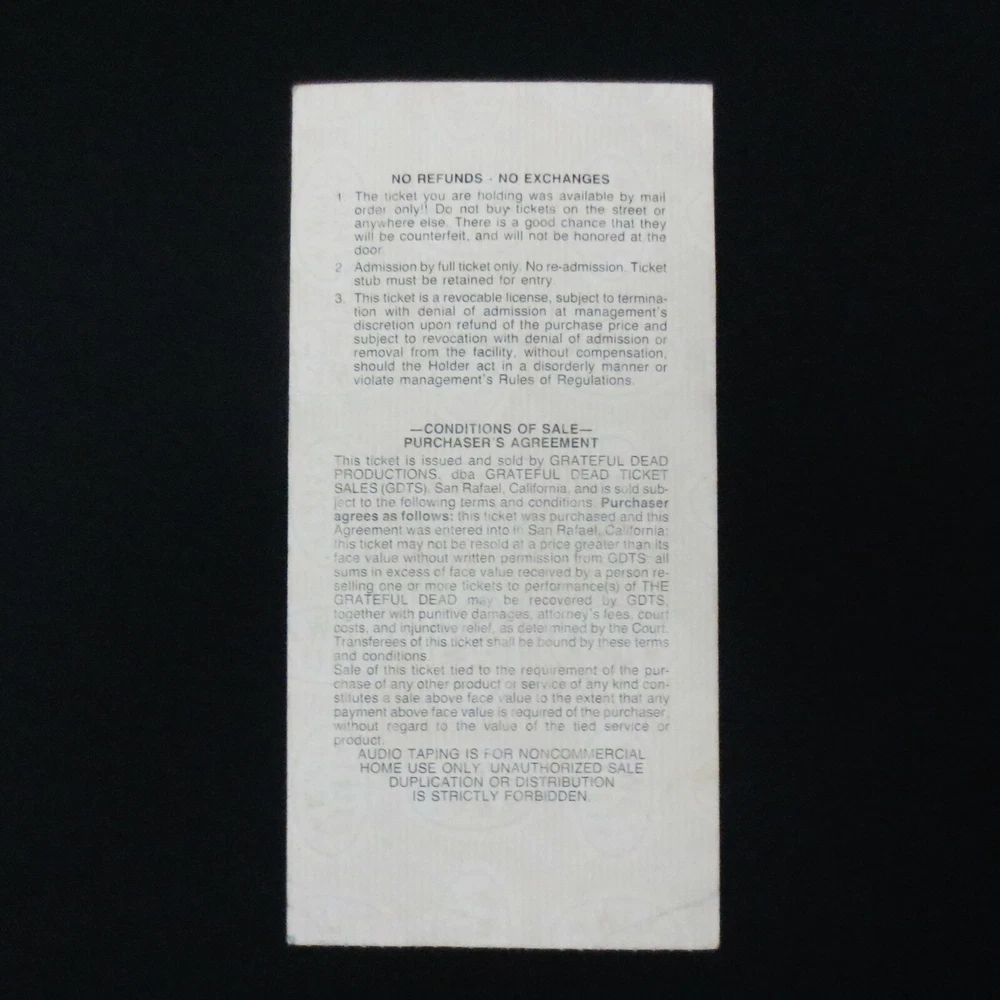 NO REFUNDS - NO EXCHANGES
1. The ticket you are holding was available by mail
order only!! Do not buy tickets on the street or
anywhere else. There is a good chance that they
will be counterfeit, and will not be honored at the
door.
2. Admission by full ticket only. No re-admission. Ticket
stub must be retained for entry.
3. This ticket is a revocable license, subject to termina-
tion with denial of admission at management's
discretion upon refund of the purchase price and
subject to revocation with denial of admission or
removal from the facility, without compensation,
should the Holder act in a disorderly manner or
violate management's Rules of Regulations.
—CONDITIONS OF SALE—
PURCHASER'S AGREEMENT
This ticket is issued and sold by GRATEFUL DEAD
PRODUCTIONS, dba GRATEFUL DEAD TICKET
SALES (GDTS), San Rafael, California, and is sold sub-
ject to the following terms and conditions. Purchaser
agrees as follows: this ticket was purchased and this
Agreement was entered into in San Rafael, California;
this ticket may not be resold at a price greater than its
face value without written permission from GDTS; all
sums in excess of face value received by a person re-
selling one or more tickets to performance(s) of THE
GRATEFUL DEAD may be recovered by GDTS,
together with punitive damages, attorney's fees, court
costs, and injunctive relief, as determined by the Court.
Transferees of this ticket shall be bound by these terms
and conditions.
Sale of this ticket tied to the requirement of the pur-
chase of any other product or service of any kind con-
stitutes a sale above face value to the extent that any
payment above face value is required of the purchaser,
without regard to the value of the tied service or
product.
AUDIO TAPING IS FOR NONCOMMERCIAL
HOME USE ONLY. UNAUTHORIZED SALE
DUPLICATION OR DISTRIBUTION
IS STRICTLY FORBIDDEN.